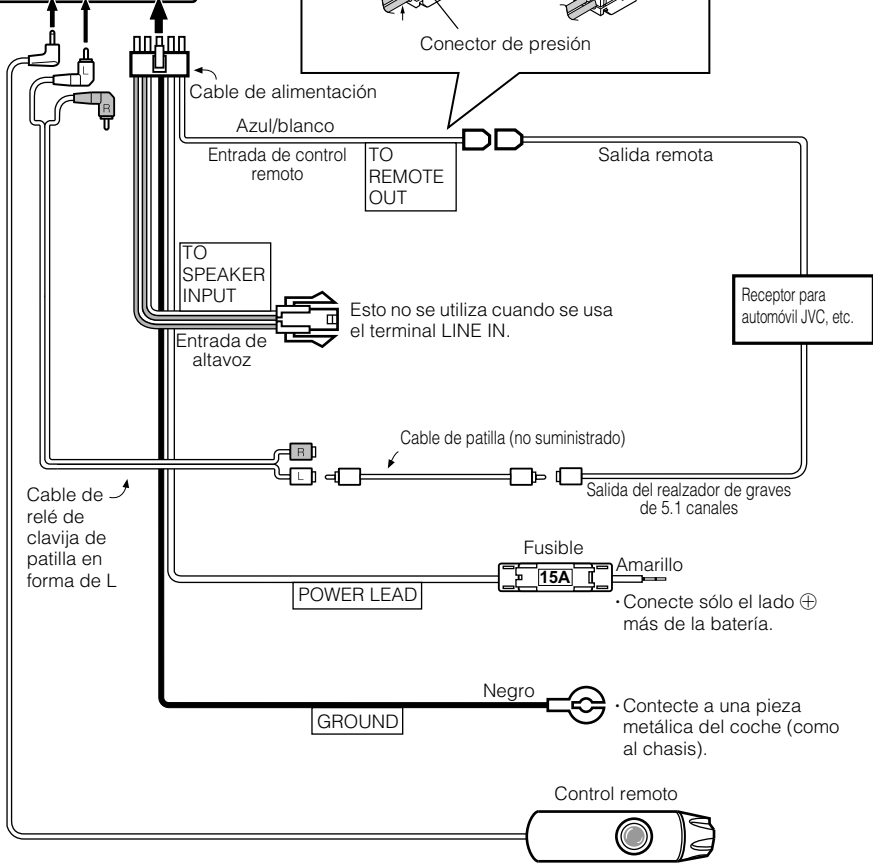 Conector de presión
Cable de alimentación
L
R
Azul/blanco
Entrada de control
remoto
TO
REMOTE
OUT
Salida remota
TO
SPEAKER
INPUT
Esto no se utiliza cuando se usa
el terminal LINE IN.
Entrada de
altavoz
Receptor para
automóvil JVC, etc.
R
L
Cable de patilla (no suministrado)
Salida del realzador de graves
de 5.1 canales
Cable de
relé de
clavija de
patilla en
forma de L
Fusible
15A
Amarillo
POWER LEAD
· Conecte sólo el lado ⊕
más de la batería.
Negro
GROUND
· Contecte a una pieza
metálica del coche (como
al chasis).
Control remoto